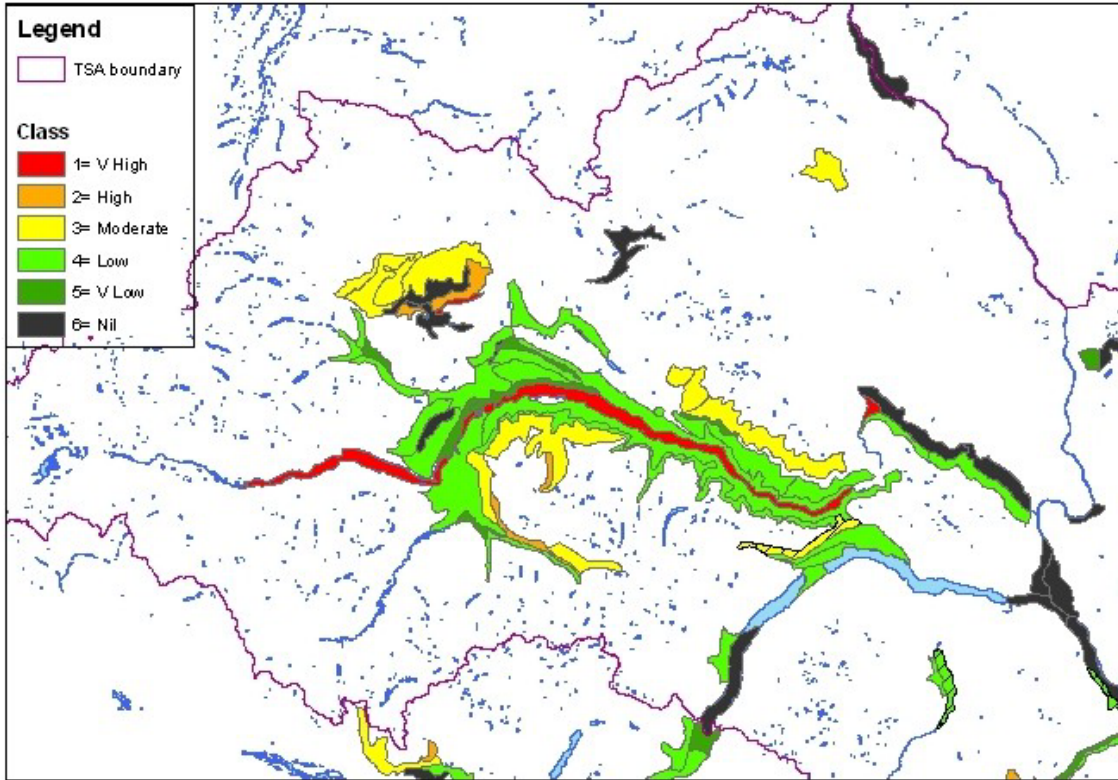 Legend
TSA boundary
Class
1= V High
2= High
3= Moderate
4= Low
5= V Low
6= Nil